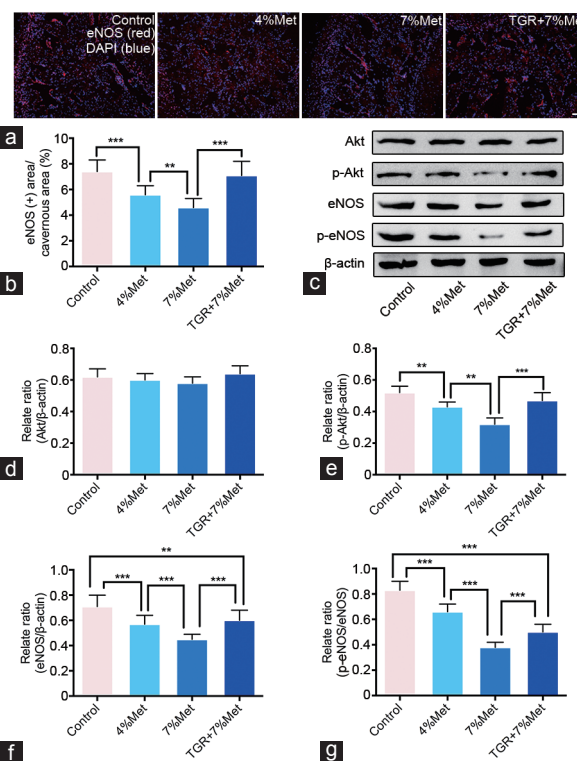 Control
eNOS (red)
DAPI (blue)
4%Met
7%Met
TGR+7%Met
a
10
8
6
4
2
0
eNOS (+) area/
cavernous area (%)
***
**
***
Control
4%Met
7%Met
TGR+7%Met
b
Akt
p-Akt
eNOS
p-eNOS
β-actin
Control
4%Met
7%Met
TGR+7%Met
c
0.8
0.6
0.4
0.2
0
Relate ratio
(Akt/β-actin)
Control
4%Met
7%Met
TGR+7%Met
d
0.8
0.6
0.4
0.2
0
Relate ratio
(p-Akt/β-actin)
**
**
***
Control
4%Met
7%Met
TGR+7%Met
e
1.0
0.8
0.6
0.4
0.2
0
Relate ratio
(eNOS/β-actin)
**
***
***
***
Control
4%Met
7%Met
TGR+7%Met
f
1.0
0.8
0.6
0.4
0.2
0
Relate ratio
(p-eNOS/eNOS)
***
***
***
***
Control
4%Met
7%Met
TGR+7%Met
g